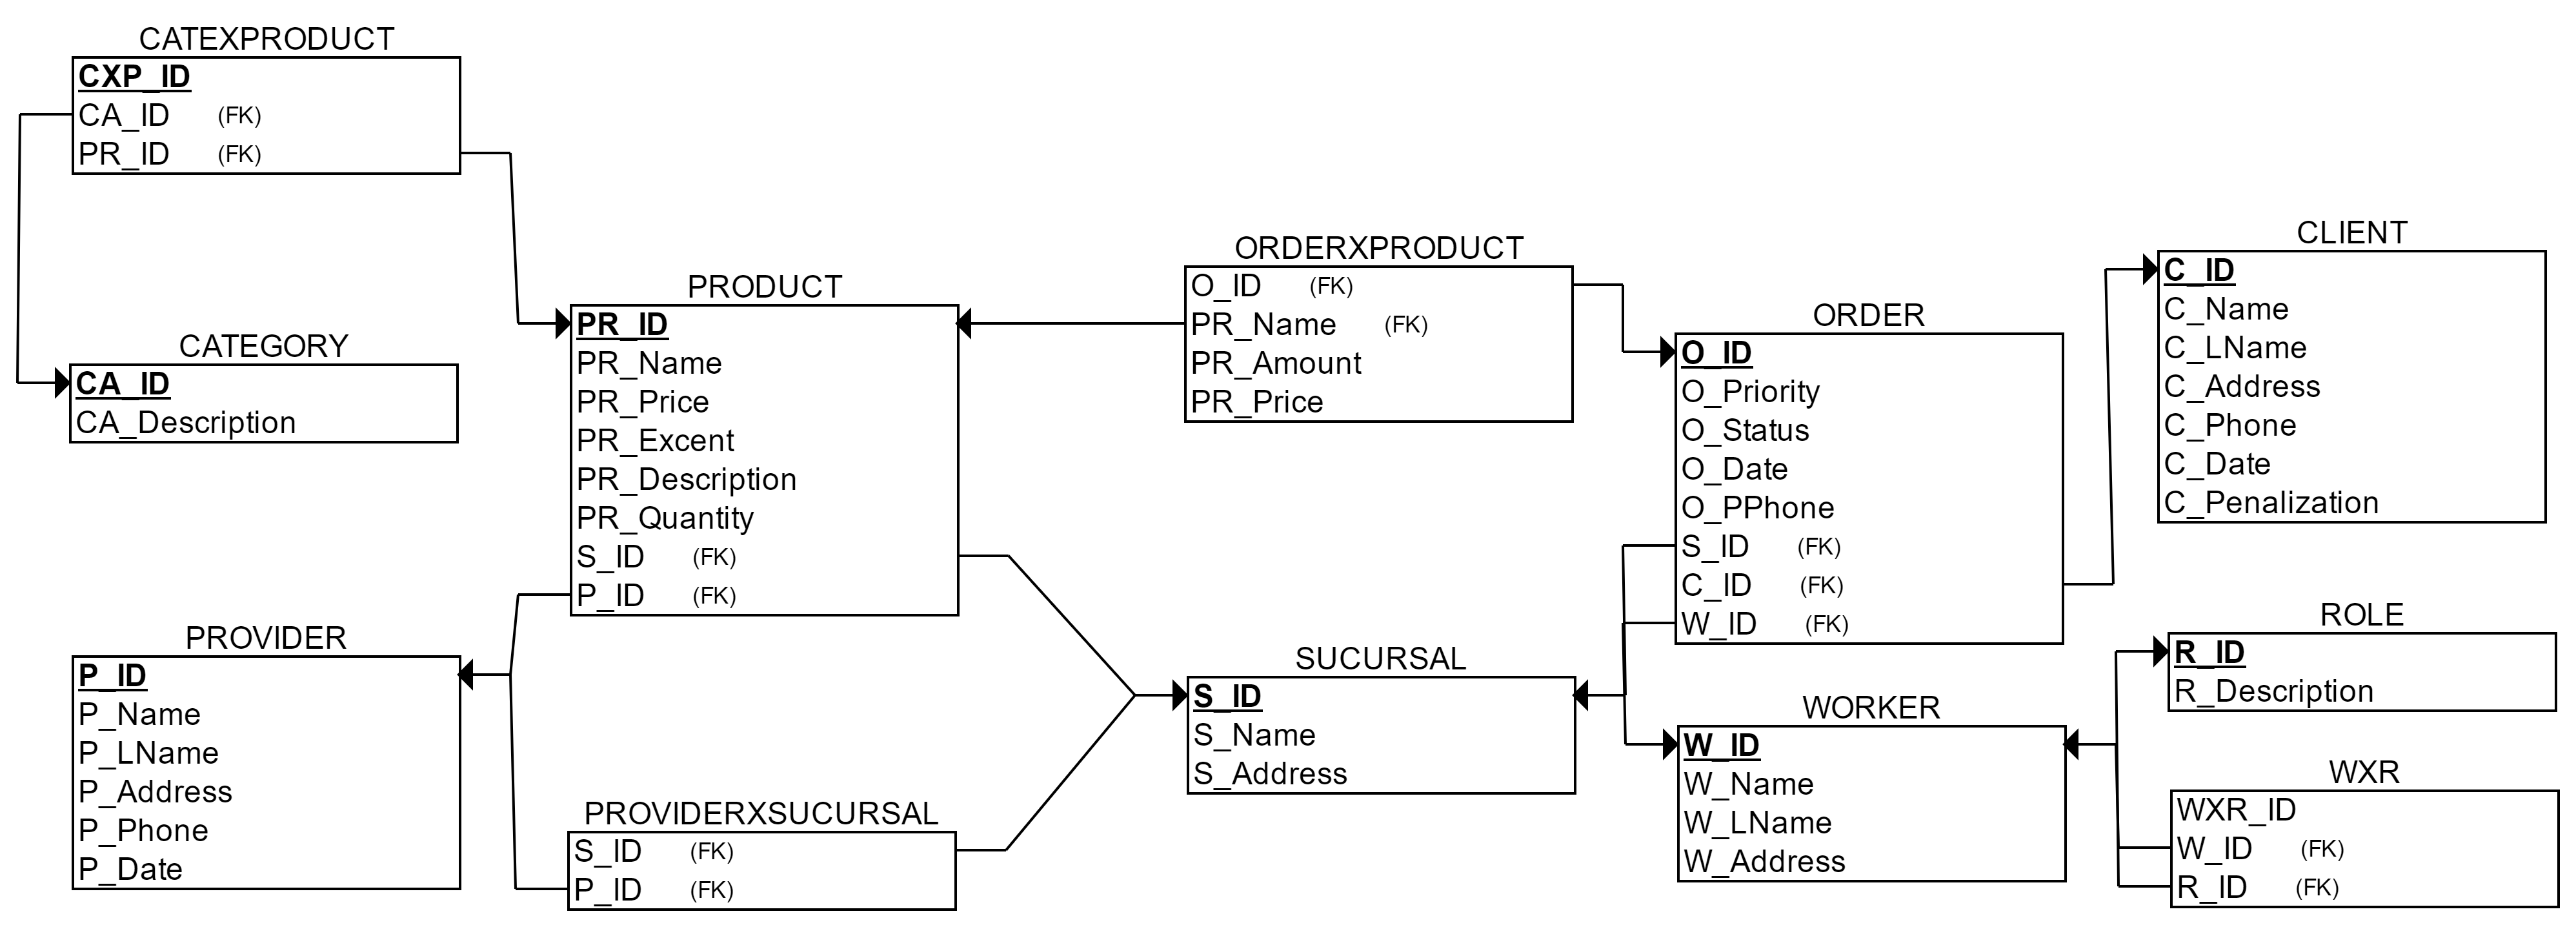 CATEXPRODUCT
CXP_ID
CA_ID (FK)
PR_ID (FK)
CATEGORY
CA_ID
CA_Description
PROVIDER
P_ID
P_Name
P_LName
P_Address
P_Phone
P_Date
PRODUCT
PR_ID
PR_Name
PR_Price
PR_Excent
PR_Description
PR_Quantity
S_ID (FK)
P_ID (FK)
PROVIDERXSUCURSAL
S_ID (FK)
P_ID (FK)
ORDERXPRODUCT
O_ID (FK)
PR_Name (FK)
PR_Amount
PR_Price
SUCURSAL
S_ID
S_Name
S_Address
ORDER
O_ID
O_Priority
O_Status
O_Date
O_PPhone
S_ID (FK)
C_ID (FK)
W_ID (FK)
WORKER
W_ID
W_Name
W_LName
W_Address
CLIENT
C_ID
C_Name
C_LName
C_Address
C_Phone
C_Date
C_Penalization
ROLE
R_ID
R_Description
WXR
WXR_ID
W_ID (FK)
R_ID (FK)